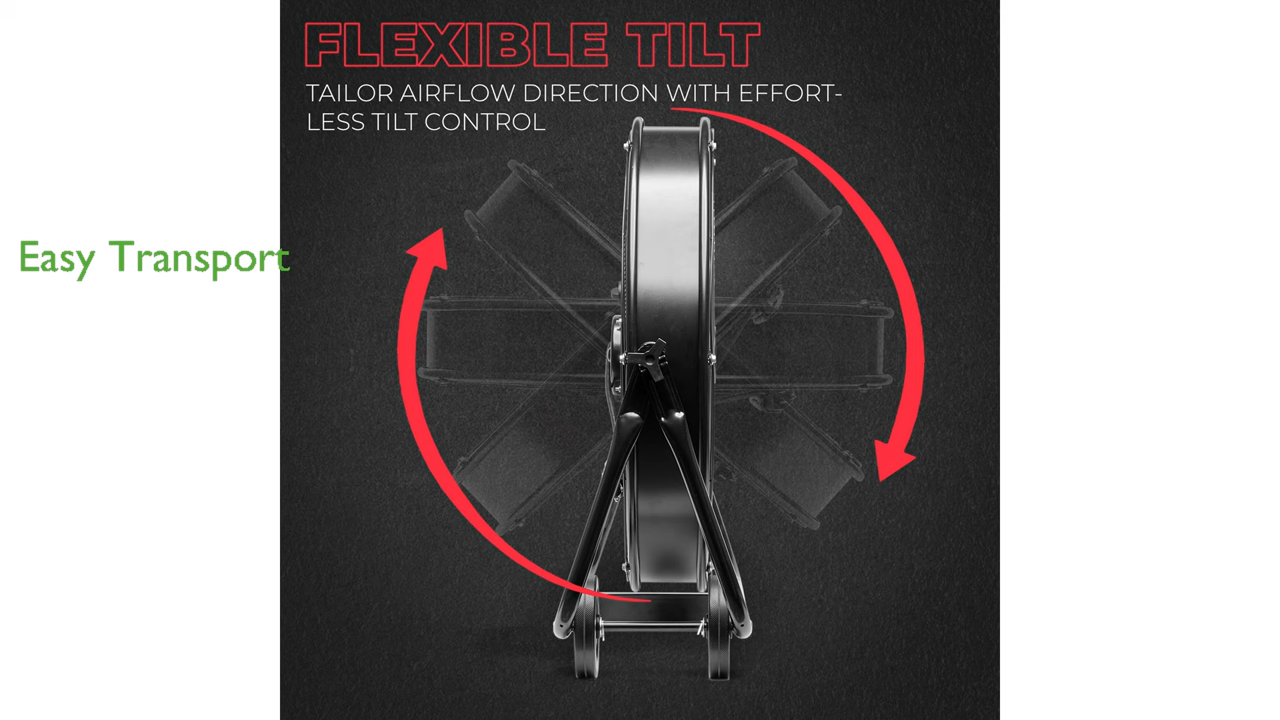 FLEXIBLE TILT
TAILOR AIRFLOW DIRECTION WITH EFFORT-
LESS TILT CONTROL
Easy Transport